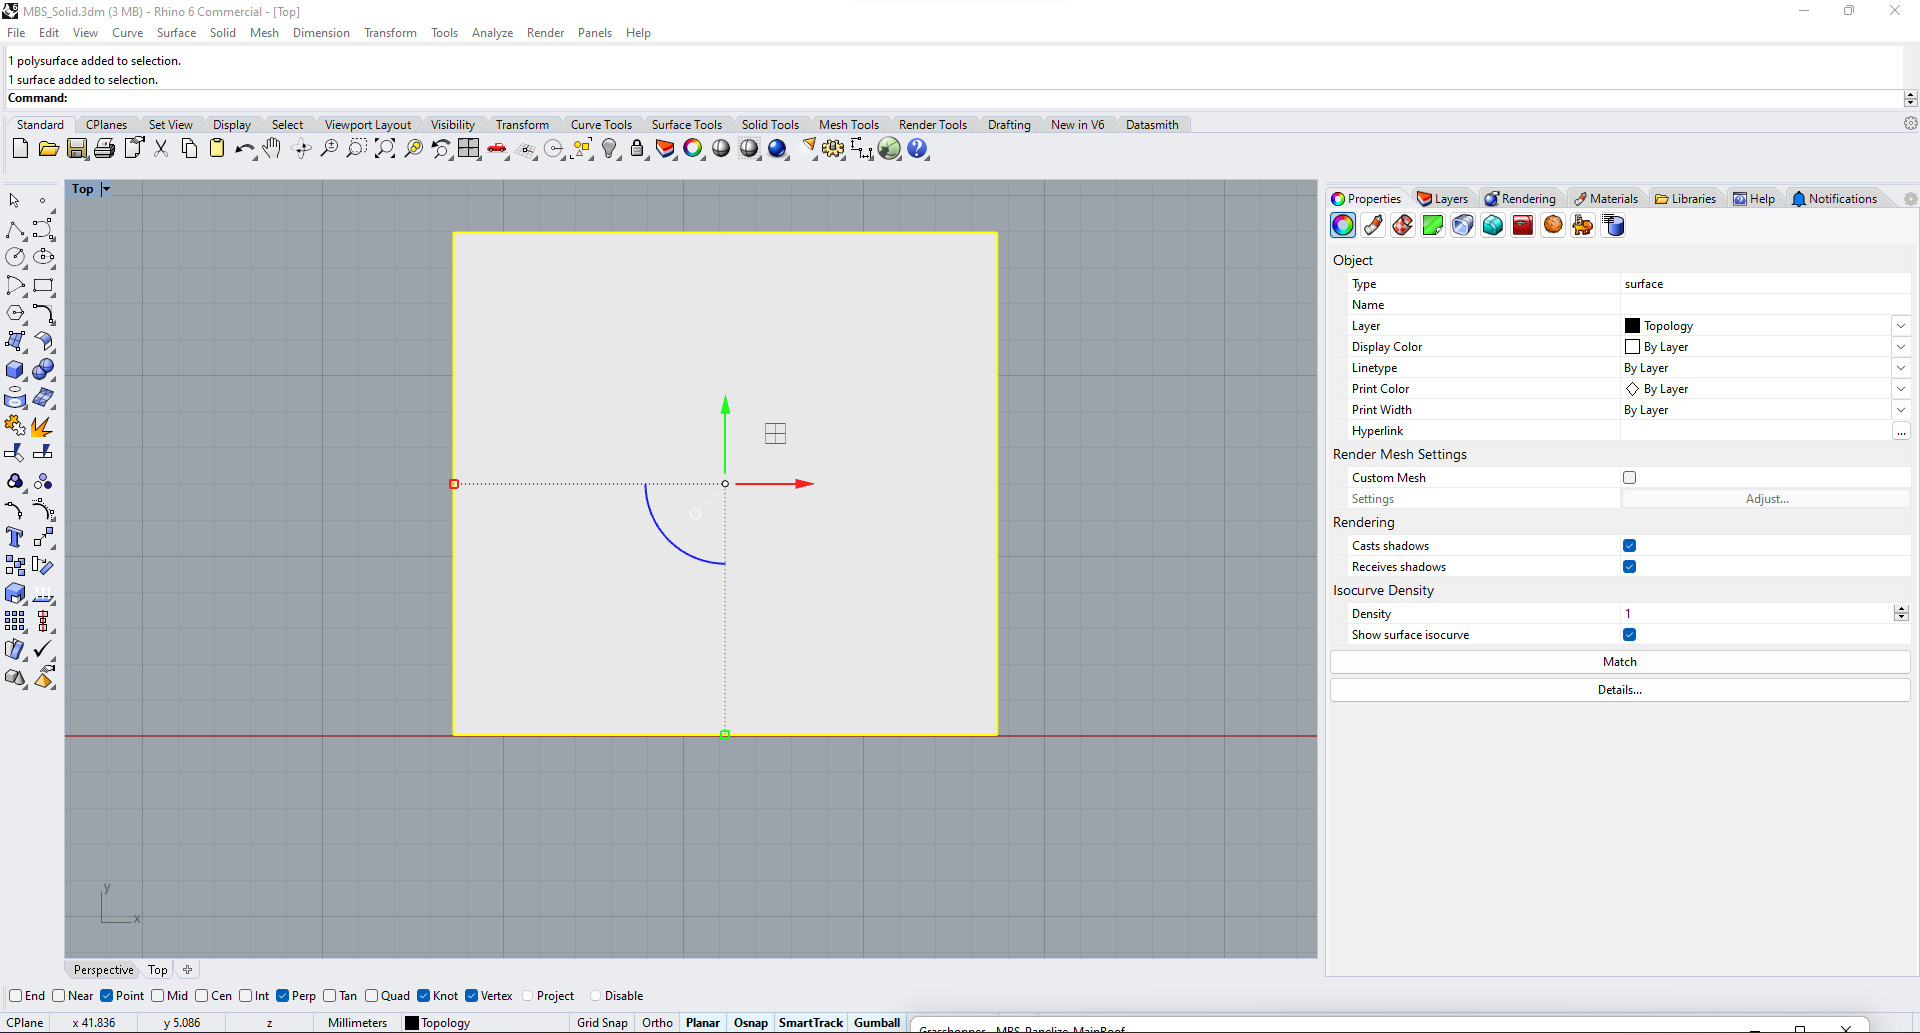 MBS_Solid.3dm (3 MB) - Rhino 6 Commercial - [Top]
File Edit View Curve Surface Solid Mesh Dimension Transform Tools Analyze Render Panels Help
1 polysurface added to selection.
1 surface added to selection.
Command:
Standard CPlanes Set View Display Select Viewport Layout Visibility Transform Curve Tools Surface Tools Solid Tools Mesh Tools Render Tools Drafting New in V6 Datasmith
Top
Properties Layers Rendering Materials Libraries Help Notifications
Object
Type surface
Name
Layer Topology
Display Color By Layer
Linetype By Layer
Print Color By Layer
Print Width By Layer
Hyperlink ...
Render Mesh Settings
Custom Mesh
Settings Adjust...
Rendering
Casts shadows
Receives shadows
Isocurve Density
Density 1
Show surface isocurve
Match
Details...
y
x
Perspective Top
End Near Point Mid Cen Int Perp Tan Quad Knot Vertex Project Disable
CPlane x 41.836 y 5.086 z Millimeters Topology Grid Snap Ortho Planar Osnap SmartTrack Gumball
Grasshopper - MBS_Panelize_MainRoof